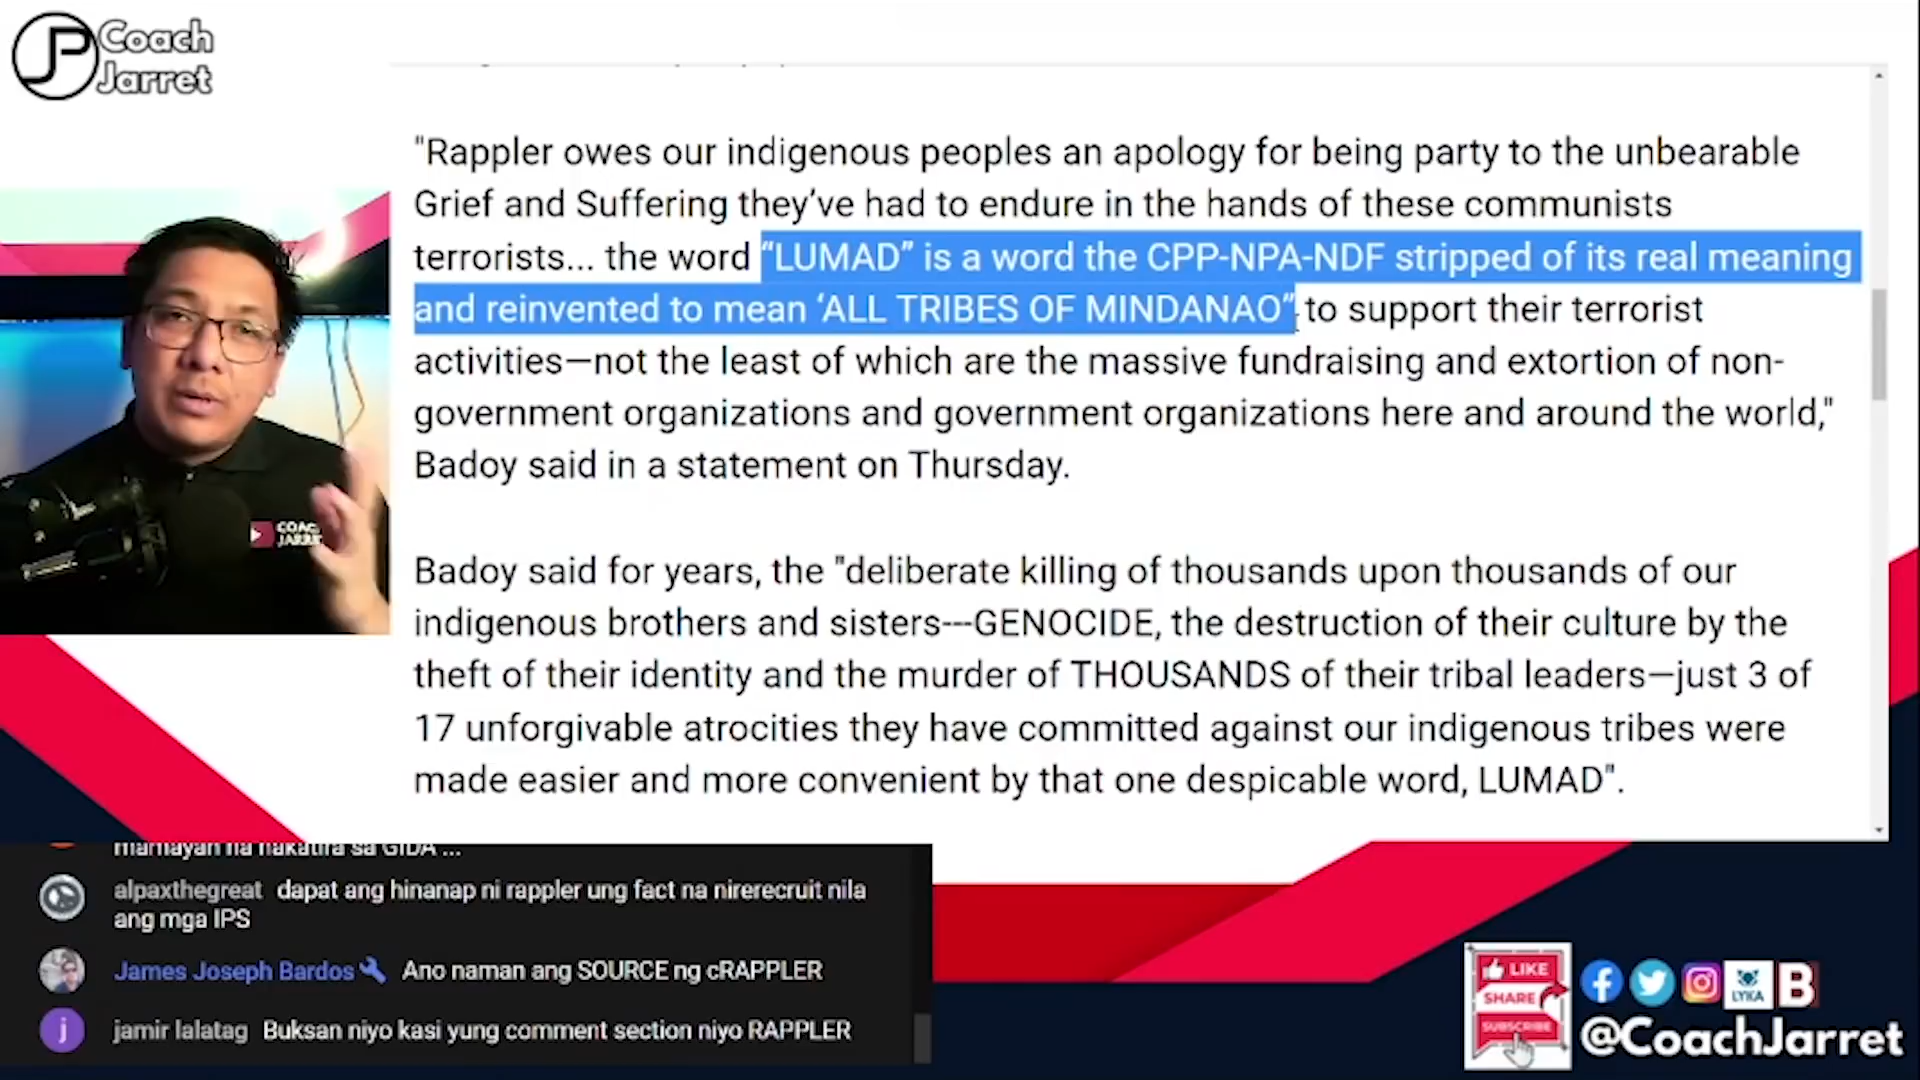 Coach
Jarret
"Rappler owes our indigenous peoples an apology for being party to the unbearable
Grief and Suffering they've had to endure in the hands of these communists
terrorists... the word “LUMAD” is a word the CPP-NPA-NDF stripped of its real meaning
and reinvented to mean ‘ALL TRIBES OF MINDANAO” to support their terrorist
activities—not the least of which are the massive fundraising and extortion of non-
government organizations and government organizations here and around the world,"
Badoy said in a statement on Thursday.
Badoy said for years, the "deliberate killing of thousands upon thousands of our
indigenous brothers and sisters---GENOCIDE, the destruction of their culture by the
theft of their identity and the murder of THOUSANDS of their tribal leaders—just 3 of
17 unforgivable atrocities they have committed against our indigenous tribes were
made easier and more convenient by that one despicable word, LUMAD".
mamayan na nakatira sa GIDA ...
alpaxthegreat dapat ang hinanap ni rappler ung fact na nirerecruit nila
ang mga IPS
James Joseph Bardos Ano naman ang SOURCE ng cRAPPLER
j jamir lalatag Buksan niyo kasi yung comment section niyo RAPPLER
LIKE
SHARE
SUBSCRIBE
LYKA
B
@CoachJarret